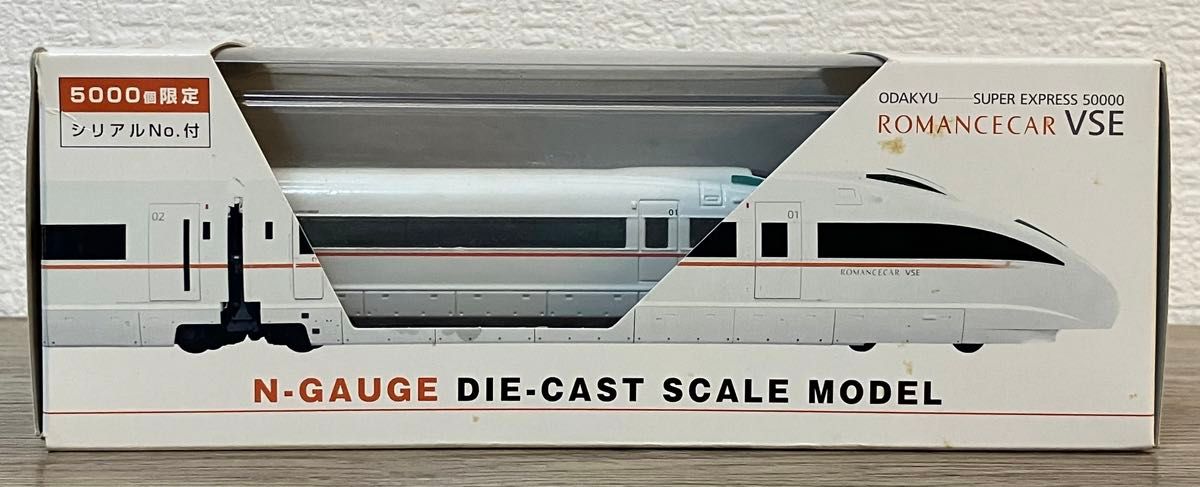 5000個限定
シリアルNo.付
ODAKYU——SUPER EXPRESS 50000
ROMANCECAR VSE
02
01
01
ROMANCECAR VSE
N-GAUGE DIE-CAST SCALE MODEL